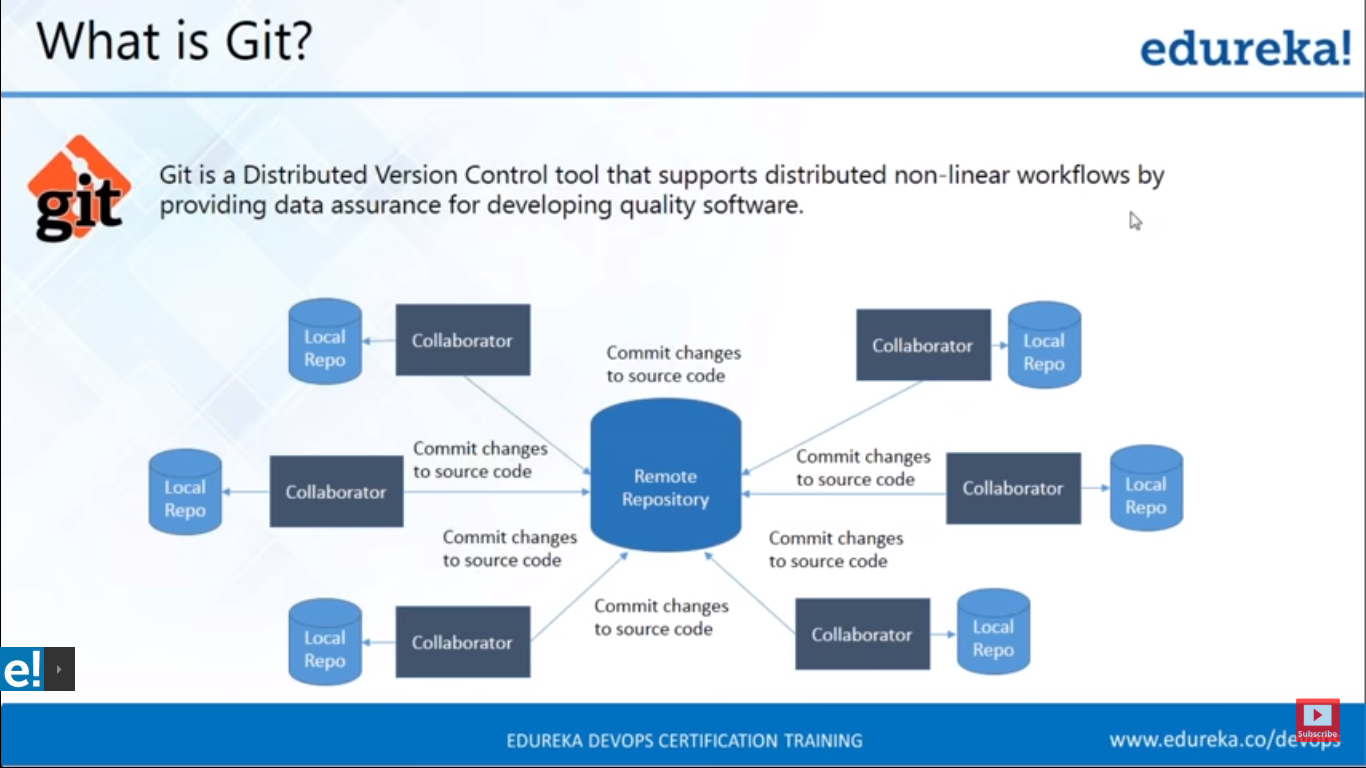 What is Git?
edureka!
git
Git is a Distributed Version Control tool that supports distributed non-linear workflows by
providing data assurance for developing quality software.
Local
Repo
Collaborator
Commit changes
to source code
Collaborator
Local
Repo
Local
Repo
Collaborator
Commit changes
to source code
Remote
Repository
Commit changes
to source code
Collaborator
Local
Repo
Commit changes
to source code
Commit changes
to source code
Local
Repo
Collaborator
Commit changes
to source code
Collaborator
Local
Repo
e!
EDUREKA DEVOPS CERTIFICATION TRAINING
www.edureka.co/devops
Subscribe